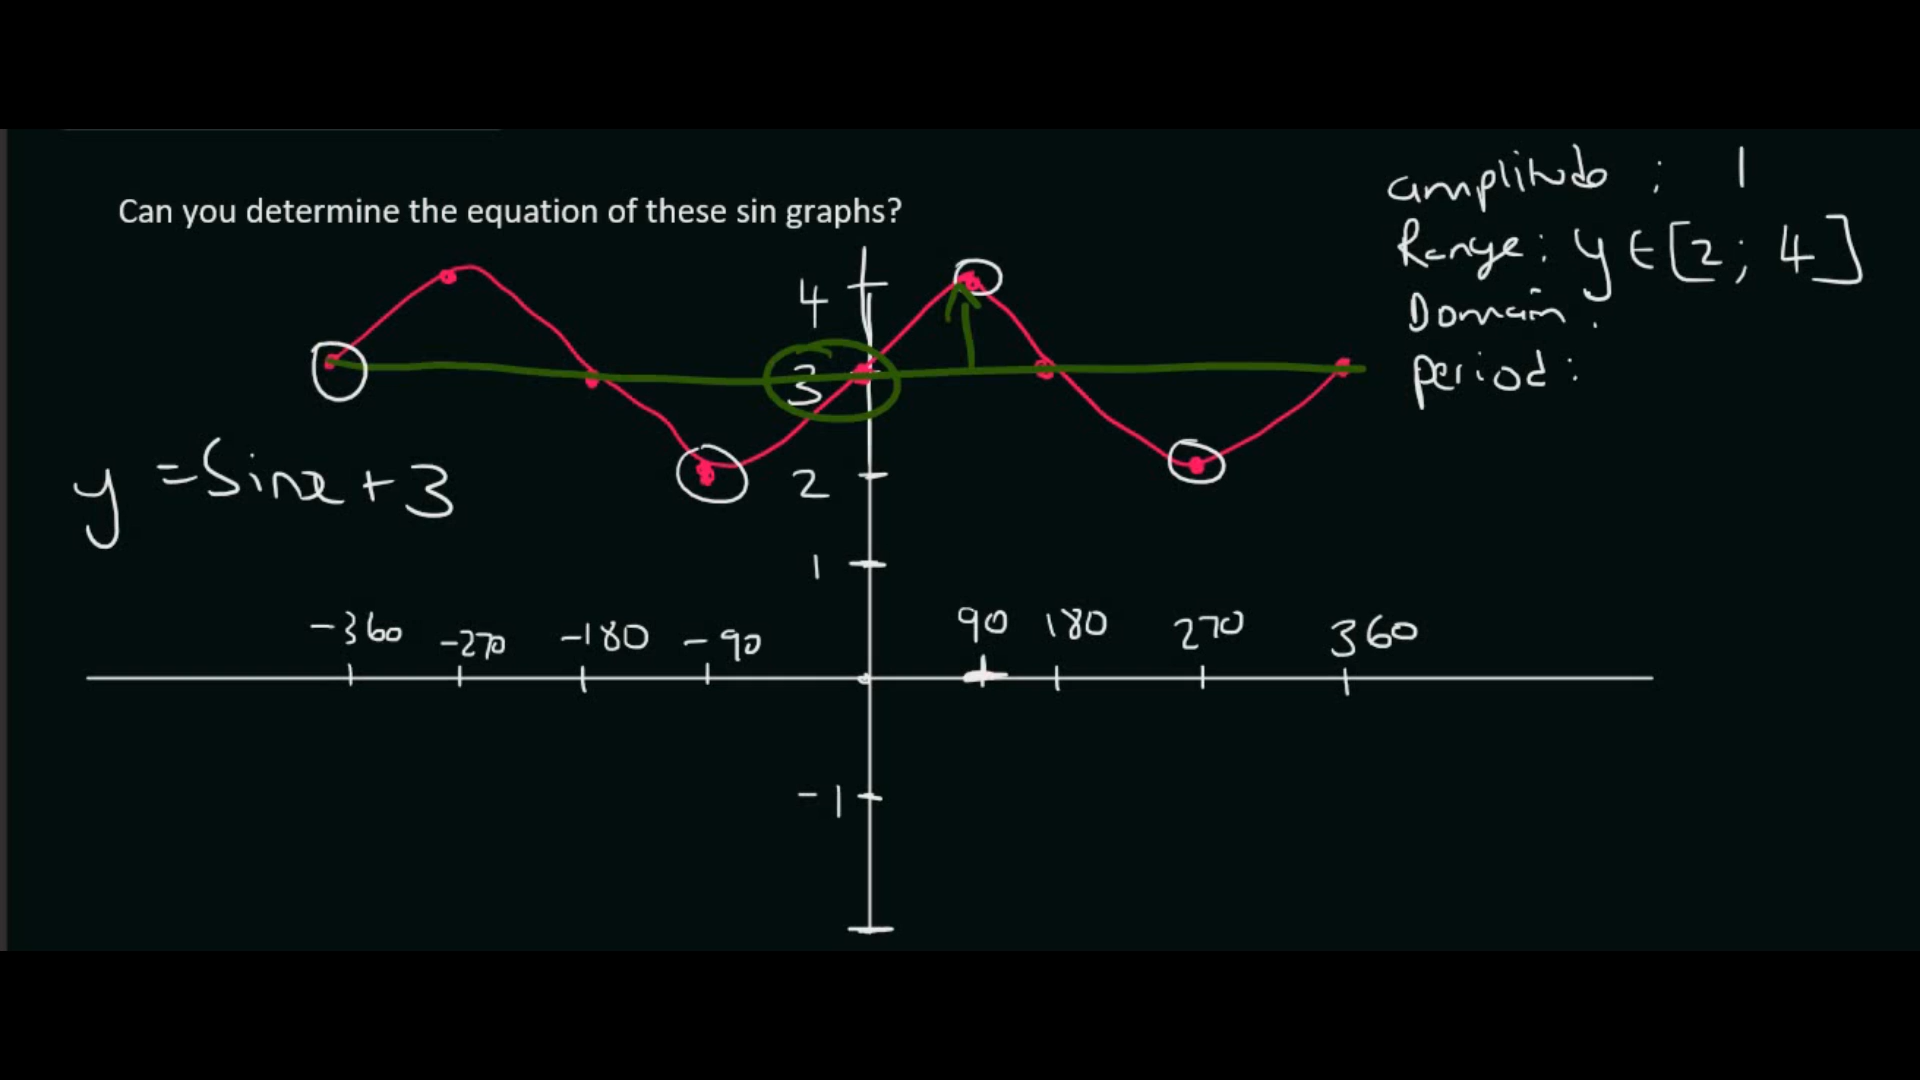 Can you determine the equation of these sin graphs?
amplitude : 1
Range: y ∈ [2; 4]
Domain:
period:
4
3
y = Sinx + 3
2
1
-360 -270 -180 -90 90 180 270 360
-1